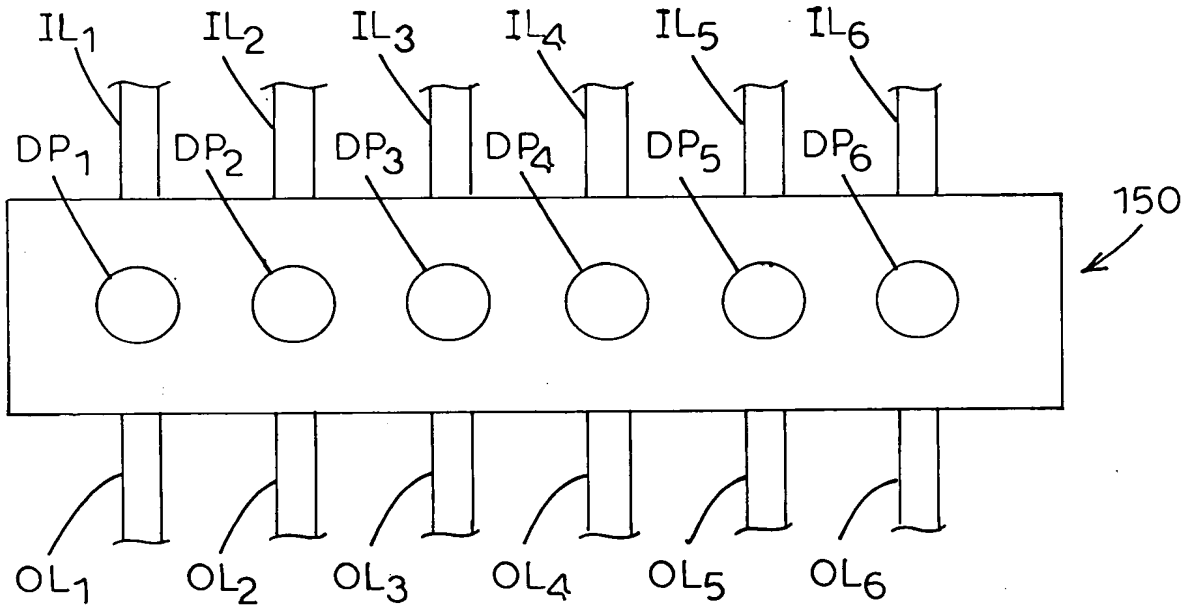 IL1 IL2 IL3 IL4 IL5 IL6
DP1 DP2 DP3 DP4 DP5 DP6
150
OL1 OL2 OL3 OL4 OL5 OL6